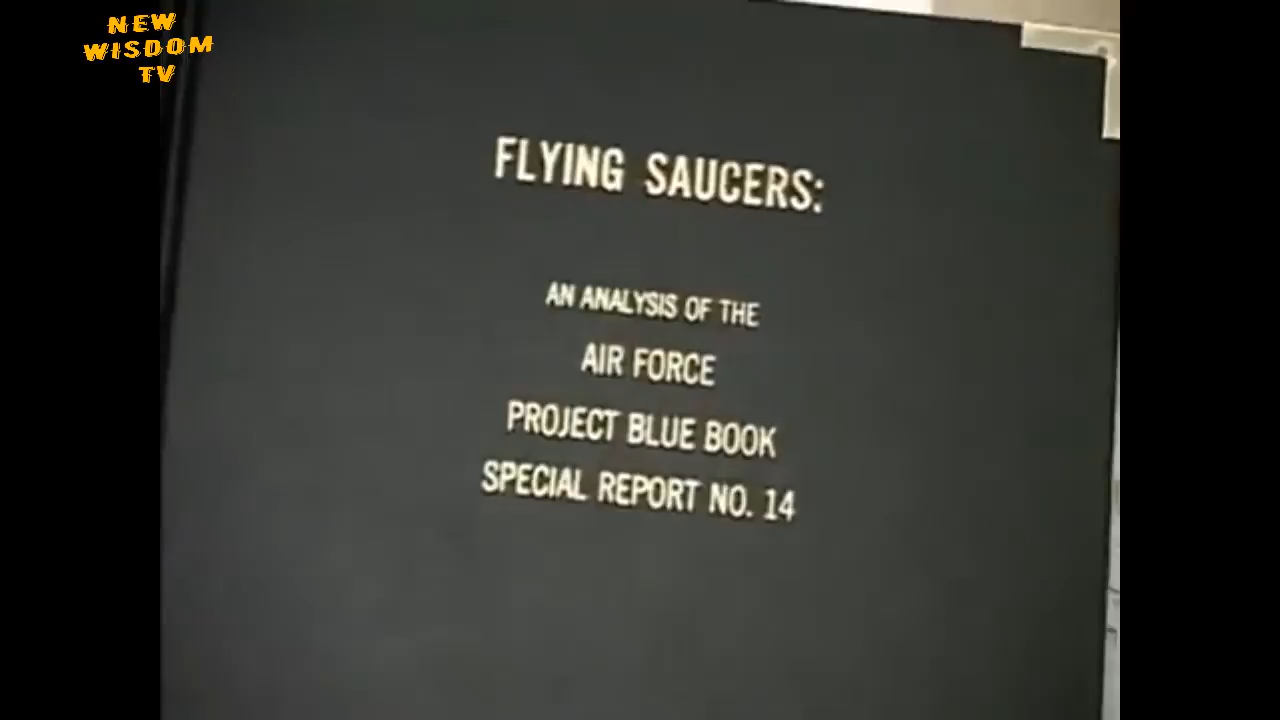 NEW
WISDOM
TV
FLYING SAUCERS:
AN ANALYSIS OF THE
AIR FORCE
PROJECT BLUE BOOK
SPECIAL REPORT NO. 14